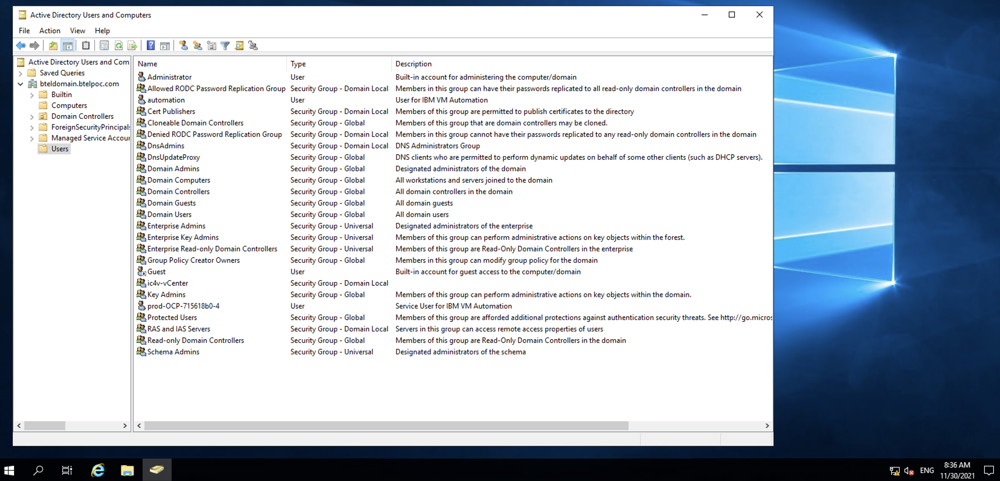 Active Directory Users and Computers
File Action View Help
Active Directory Users and Com
Saved Queries
bteldomain.btelpoc.com
Builtin
Computers
Domain Controllers
ForeignSecurityPrincipals
Managed Service Accour
Users
Name Type Description
Administrator User Built-in account for administering the computer/domain
Allowed RODC Password Replication Group Security Group - Domain Local Members in this group can have their passwords replicated to all read-only domain controllers in the domain
automation User User for IBM VM Automation
Cert Publishers Security Group - Domain Local Members of this group are permitted to publish certificates to the directory
Cloneable Domain Controllers Security Group - Global Members of this group that are domain controllers may be cloned.
Denied RODC Password Replication Group Security Group - Domain Local Members in this group cannot have their passwords replicated to any read-only domain controllers in the domain
DnsAdmins Security Group - Domain Local DNS Administrators Group
DnsUpdateProxy Security Group - Global DNS clients who are permitted to perform dynamic updates on behalf of some other clients (such as DHCP servers).
Domain Admins Security Group - Global Designated administrators of the domain
Domain Computers Security Group - Global All workstations and servers joined to the domain
Domain Controllers Security Group - Global All domain controllers in the domain
Domain Guests Security Group - Global All domain guests
Domain Users Security Group - Global All domain users
Enterprise Admins Security Group - Universal Designated administrators of the enterprise
Enterprise Key Admins Security Group - Universal Members of this group can perform administrative actions on key objects within the forest.
Enterprise Read-only Domain Controllers Security Group - Universal Members of this group are Read-Only Domain Controllers in the enterprise
Group Policy Creator Owners Security Group - Global Members in this group can modify group policy for the domain
Guest User Built-in account for guest access to the computer/domain
ic4v-vCenter Security Group - Domain Local
Key Admins Security Group - Global Members of this group can perform administrative actions on key objects within the domain.
prod-OCP-715618b0-4 User Service User for IBM VM Automation
Protected Users Security Group - Global Members of this group are afforded additional protections against authentication security threats. See http://go.micros
RAS and IAS Servers Security Group - Domain Local Servers in this group can access remote access properties of users
Read-only Domain Controllers Security Group - Global Members of this group are Read-Only Domain Controllers in the domain
Schema Admins Security Group - Universal Designated administrators of the schema
ENG
8:36 AM
11/30/2021